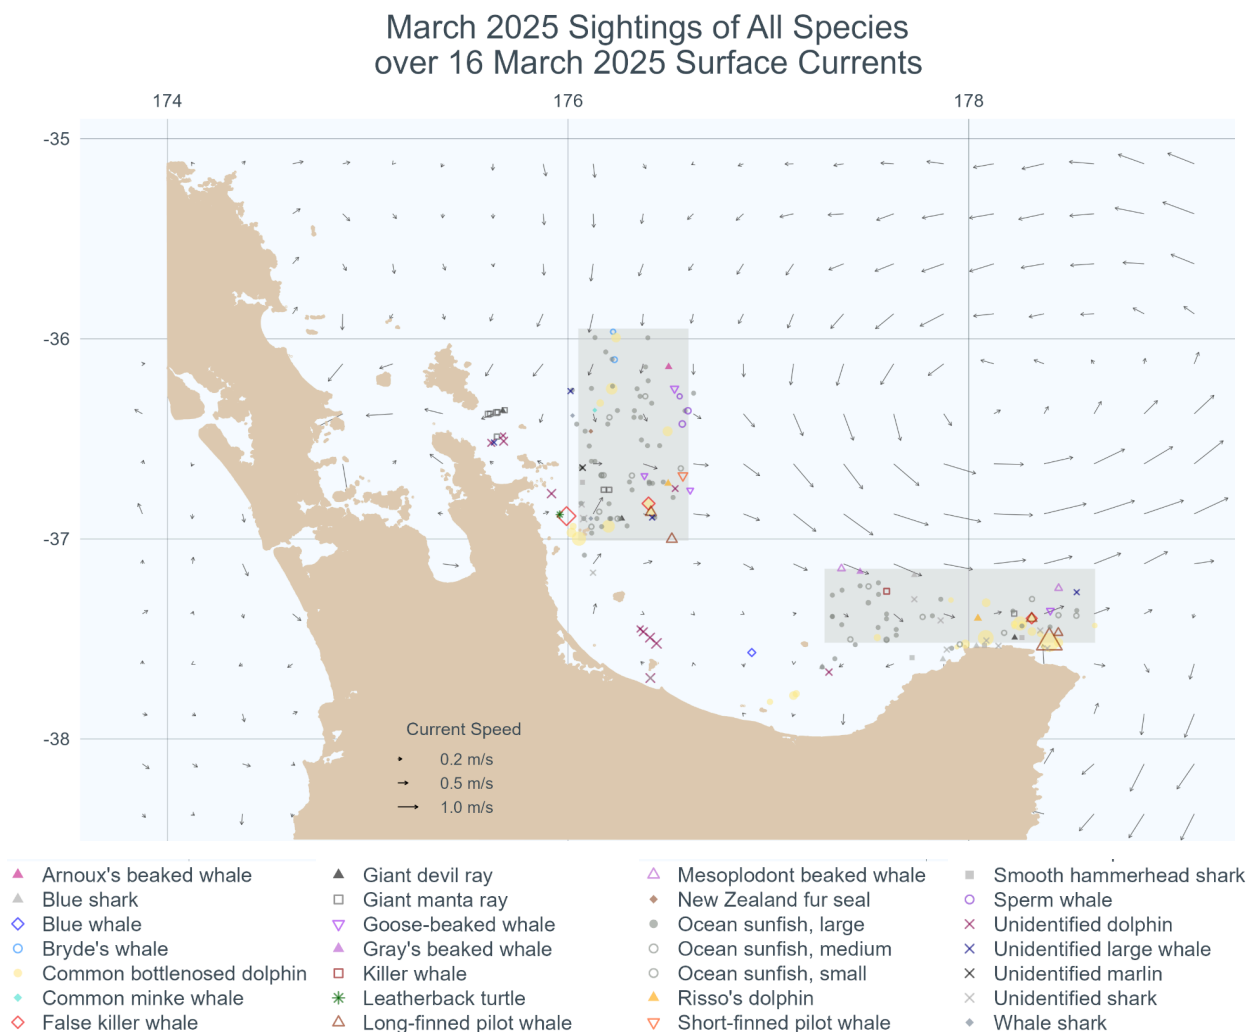 March 2025 Sightings of All Species
over 16 March 2025 Surface Currents
174 176 178
-35
-36
-37
-38
Current Speed
0.2 m/s
0.5 m/s
1.0 m/s
Arnoux's beaked whale
Blue shark
Blue whale
Bryde's whale
Common bottlenosed dolphin
Common minke whale
False killer whale
Giant devil ray
Giant manta ray
Goose-beaked whale
Gray's beaked whale
Killer whale
Leatherback turtle
Long-finned pilot whale
Mesoplodont beaked whale
New Zealand fur seal
Ocean sunfish, large
Ocean sunfish, medium
Ocean sunfish, small
Risso's dolphin
Short-finned pilot whale
Smooth hammerhead shark
Sperm whale
Unidentified dolphin
Unidentified large whale
Unidentified marlin
Unidentified shark
Whale shark